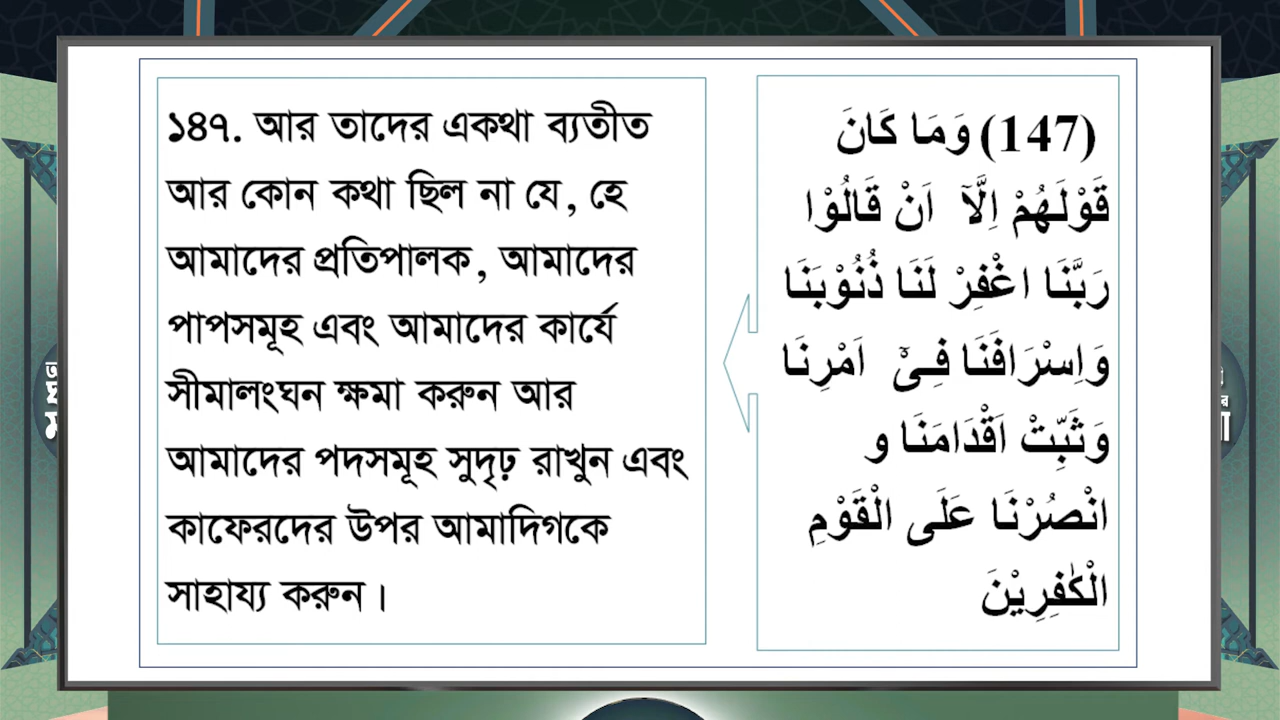 ১৪৭. আর তাদের একথা ব্যতীত
আর কোন কথা ছিল না যে, হে
আমাদের প্রতিপালক, আমাদের
পাপসমূহ এবং আমাদের কার্যে
সীমালংঘন ক্ষমা করুন আর
আমাদের পদসমূহ সুদৃঢ় রাখুন এবং
কাফেরদের উপর আমাদিগকে
সাহায্য করুন।
(147) وَمَا كَانَ
قَوْلَهُمْ اِلَّآ اَنْ قَالُوْا
رَبَّنَا اغْفِرْ لَنَا ذُنُوْبَنَا
وَاِسْرَافَنَا فِىْٓ اَمْرِنَا
وَثَبِّتْ اَقْدَامَنَا و
انْصُرْنَا عَلَى الْقَوْمِ
الْكٰفِرِيْنَ